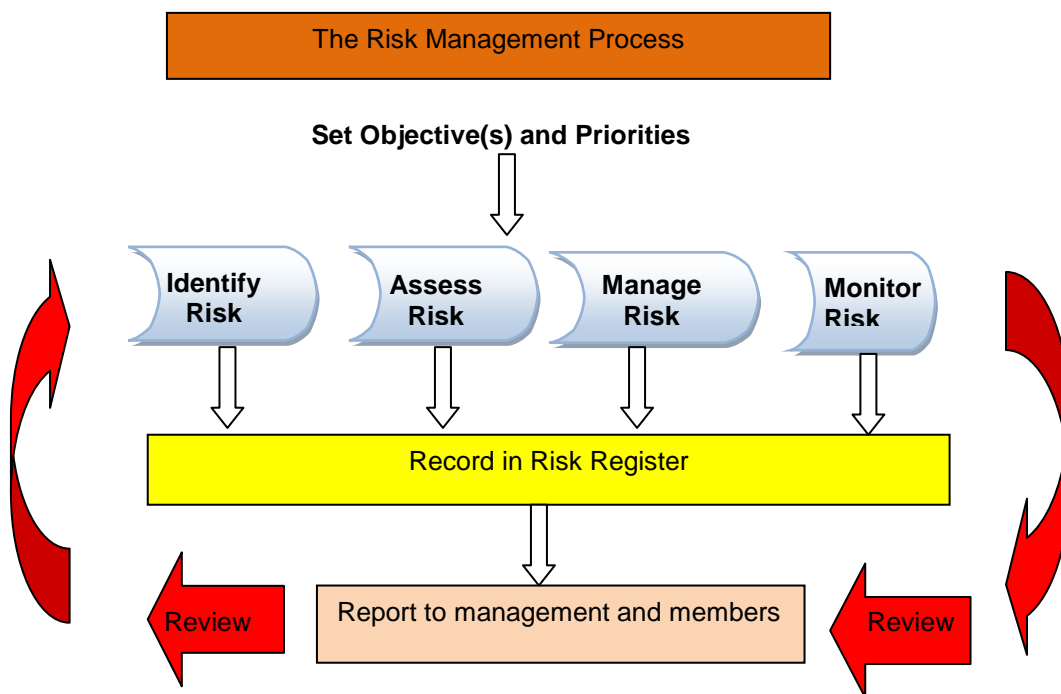 The Risk Management Process
Set Objective(s) and Priorities
Identify
Risk
Assess
Risk
Manage
Risk
Monitor
Risk
Record in Risk Register
Report to management and members
Review
Review